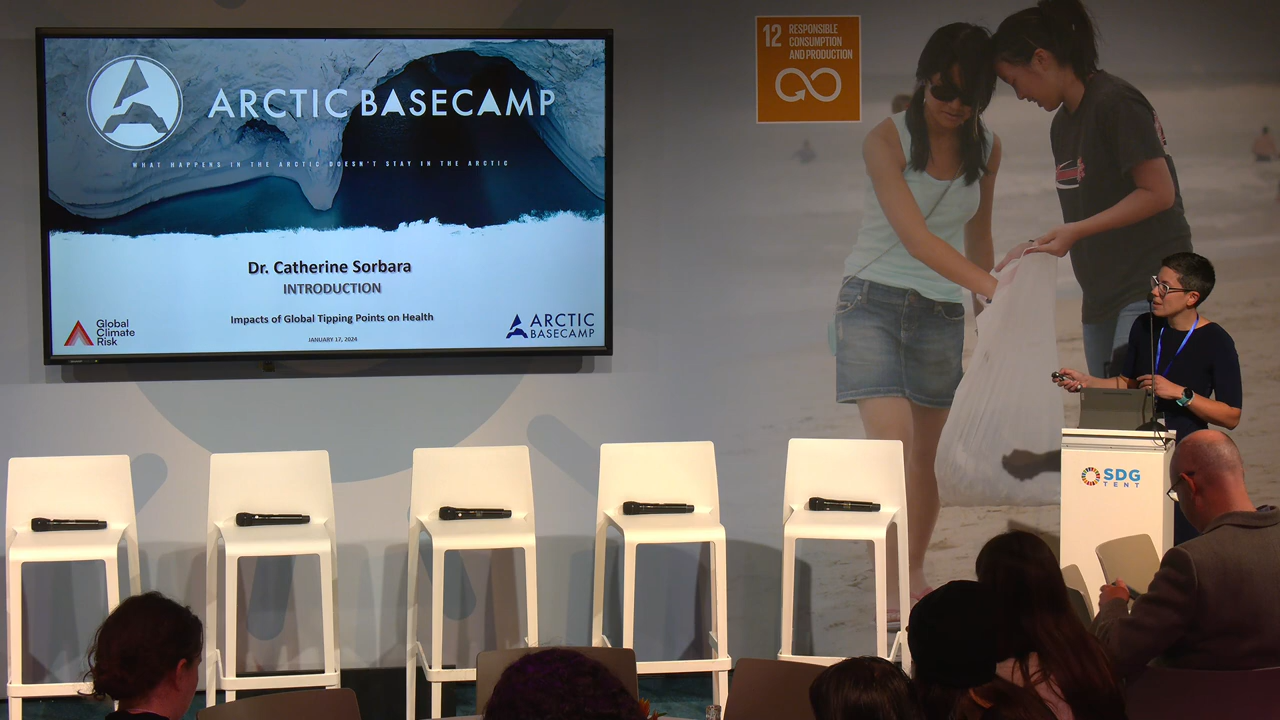 ARCTIC BASECAMP
WHAT HAPPENS IN THE ARCTIC DOESN'T STAY IN THE ARCTIC
Dr. Catherine Sorbara
INTRODUCTION
Impacts of Global Tipping Points on Health
JANUARY 17, 2024
Global
Climate
Risk
ARCTIC
BASECAMP
12 RESPONSIBLE
CONSUMPTION
AND PRODUCTION
SDG
TENT